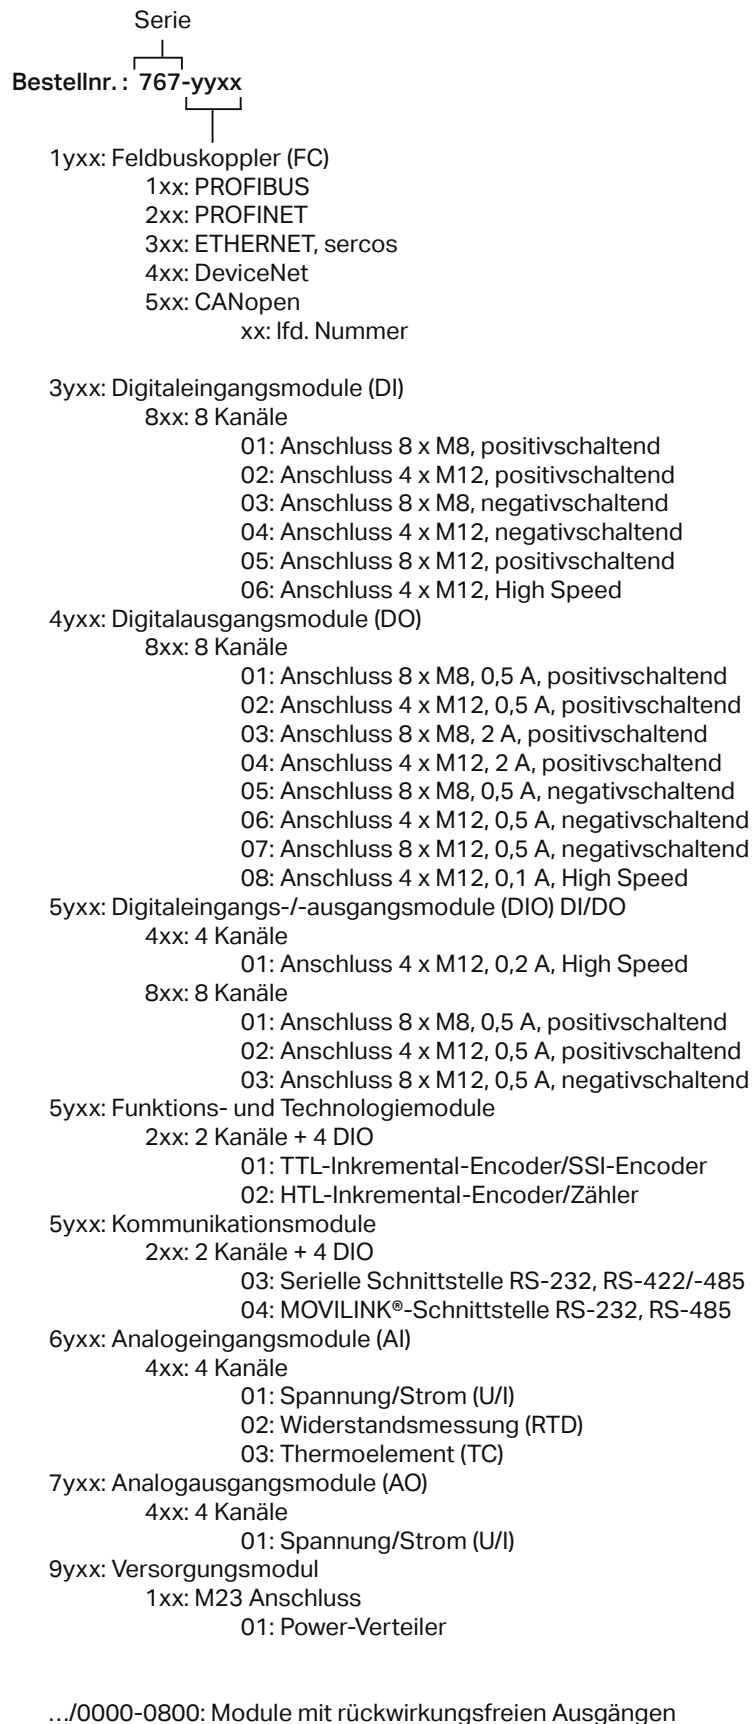 Serie
Bestellnr. : 767-yyxx
1yxx: Feldbuskoppler (FC)
1xx: PROFIBUS
2xx: PROFINET
3xx: ETHERNET, sercos
4xx: DeviceNet
5xx: CANopen
xx: lfd. Nummer
3yxx: Digitaleingangsmodule (DI)
8xx: 8 Kanäle
01: Anschluss 8 x M8, positivschaltend
02: Anschluss 4 x M12, positivschaltend
03: Anschluss 8 x M8, negativschaltend
04: Anschluss 4 x M12, negativschaltend
05: Anschluss 8 x M12, positivschaltend
06: Anschluss 4 x M12, High Speed
4yxx: Digitalausgangsmodule (DO)
8xx: 8 Kanäle
01: Anschluss 8 x M8, 0,5 A, positivschaltend
02: Anschluss 4 x M12, 0,5 A, positivschaltend
03: Anschluss 8 x M8, 2 A, positivschaltend
04: Anschluss 4 x M12, 2 A, positivschaltend
05: Anschluss 8 x M8, 0,5 A, negativschaltend
06: Anschluss 4 x M12, 0,5 A, negativschaltend
07: Anschluss 8 x M12, 0,5 A, negativschaltend
08: Anschluss 4 x M12, 0,1 A, High Speed
5yxx: Digitaleingangs-/-ausgangsmodule (DIO) DI/DO
4xx: 4 Kanäle
01: Anschluss 4 x M12, 0,2 A, High Speed
8xx: 8 Kanäle
01: Anschluss 8 x M8, 0,5 A, positivschaltend
02: Anschluss 4 x M12, 0,5 A, positivschaltend
03: Anschluss 8 x M12, 0,5 A, negativschaltend
5yxx: Funktions- und Technologiemodule
2xx: 2 Kanäle + 4 DIO
01: TTL-Inkremental-Encoder/SSI-Encoder
02: HTL-Inkremental-Encoder/Zähler
5yxx: Kommunikationsmodule
2xx: 2 Kanäle + 4 DIO
03: Serielle Schnittstelle RS-232, RS-422/-485
04: MOVILINK®-Schnittstelle RS-232, RS-485
6yxx: Analogeingangsmodule (AI)
4xx: 4 Kanäle
01: Spannung/Strom (U/I)
02: Widerstandsmessung (RTD)
03: Thermoelement (TC)
7yxx: Analogausgangsmodule (AO)
4xx: 4 Kanäle
01: Spannung/Strom (U/I)
9yxx: Versorgungsmodul
1xx: M23 Anschluss
01: Power-Verteiler
…/0000-0800: Module mit rückwirkungsfreien Ausgängen